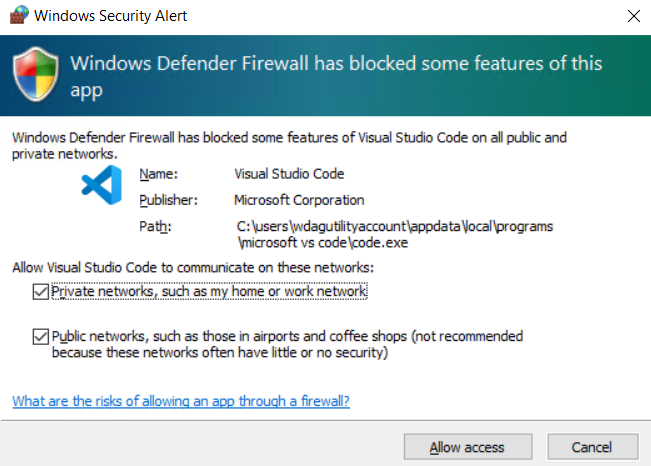 Windows Security Alert
Windows Defender Firewall has blocked some features of this
app
Windows Defender Firewall has blocked some features of Visual Studio Code on all public and
private networks.
Name: Visual Studio Code
Publisher: Microsoft Corporation
Path: C:\users\wdagutilityaccount\appdata\local\programs
\microsoft vs code\code.exe
Allow Visual Studio Code to communicate on these networks:
Private networks, such as my home or work network
Public networks, such as those in airports and coffee shops (not recommended
because these networks often have little or no security)
What are the risks of allowing an app through a firewall?
Allow access Cancel